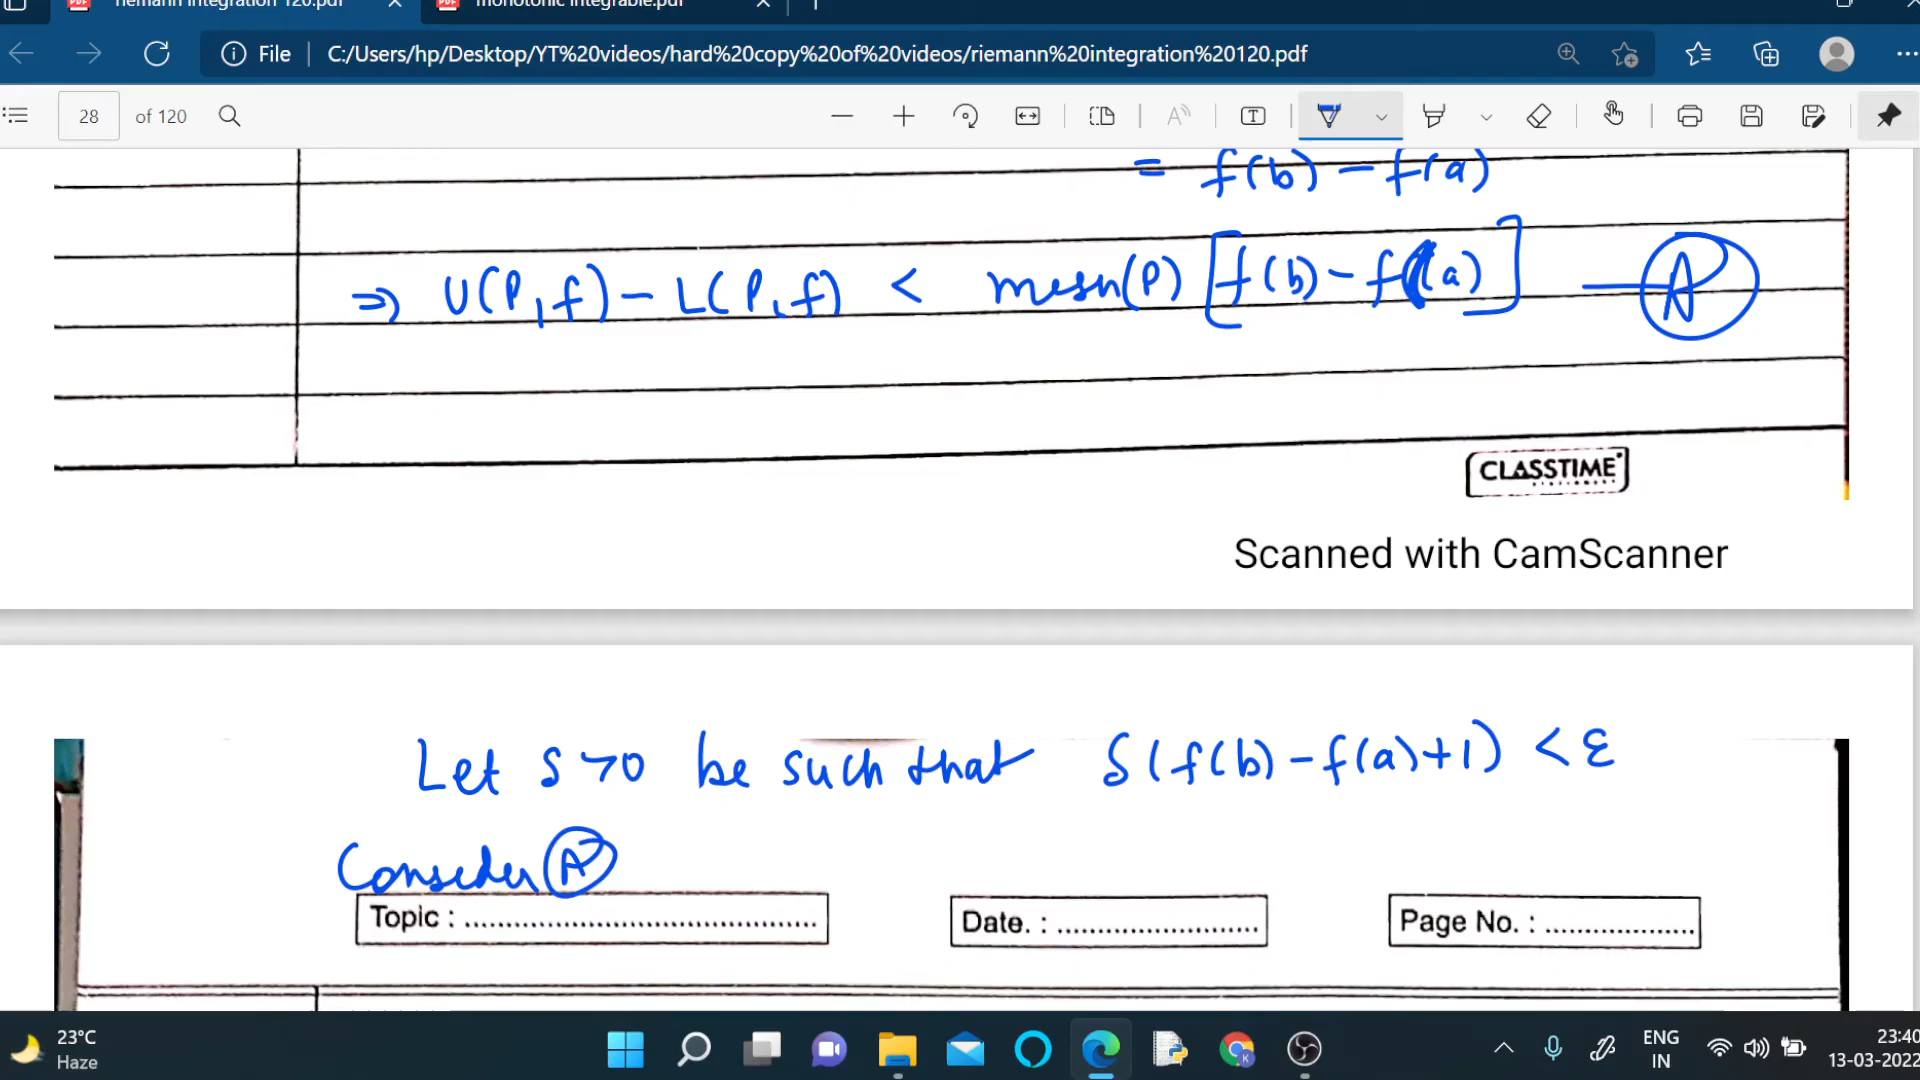 riemann integration 120.pdf
monotonic integrable.pdf
File
C:/Users/hp/Desktop/YT%20videos/hard%20copy%20of%20videos/riemann%20integration%20120.pdf
28 of 120
= f(b) - f(a)
⇒ U(P,f) - L(P,f) < mesh(P) [f(b) - f(a)] — A
CLASSTIME
Scanned with CamScanner
Let δ >0 be such that δ(f(b) - f(a)+1) < ε
Consider A
Topic : ........................................
Date. : .........................
Page No. : ...................
23°C
Haze
ENG
IN
23:40
13-03-2022